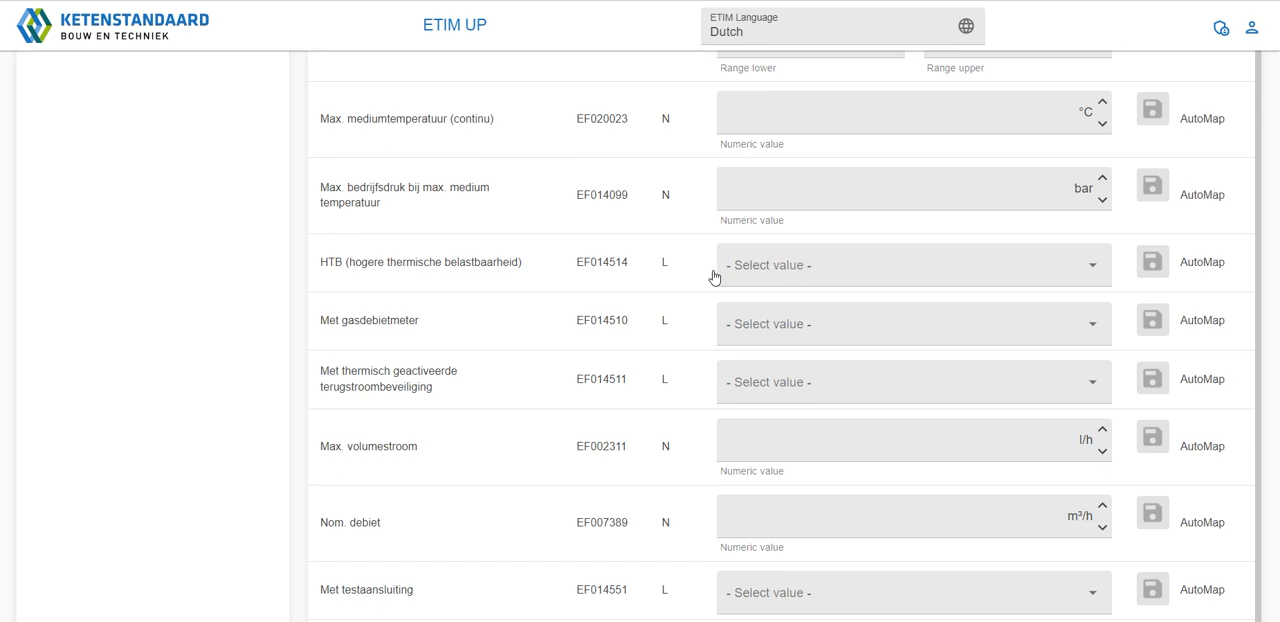 KETENSTANDAARD
BOUW EN TECHNIEK
ETIM UP
ETIM Language
Dutch
Range lower
Range upper
Max. mediumtemperatuur (continu)
EF020023
N
°C
AutoMap
Numeric value
Max. bedrijfsdruk bij max. medium
temperatuur
EF014099
N
bar
AutoMap
Numeric value
HTB (hogere thermische belastbaarheid)
EF014514
L
- Select value -
AutoMap
Met gasdebietmeter
EF014510
L
- Select value -
AutoMap
Met thermisch geactiveerde
terugstroombeveiliging
EF014511
L
- Select value -
AutoMap
Max. volumestroom
EF002311
N
l/h
AutoMap
Numeric value
Nom. debiet
EF007389
N
m³/h
AutoMap
Numeric value
Met testaansluiting
EF014551
L
- Select value -
AutoMap